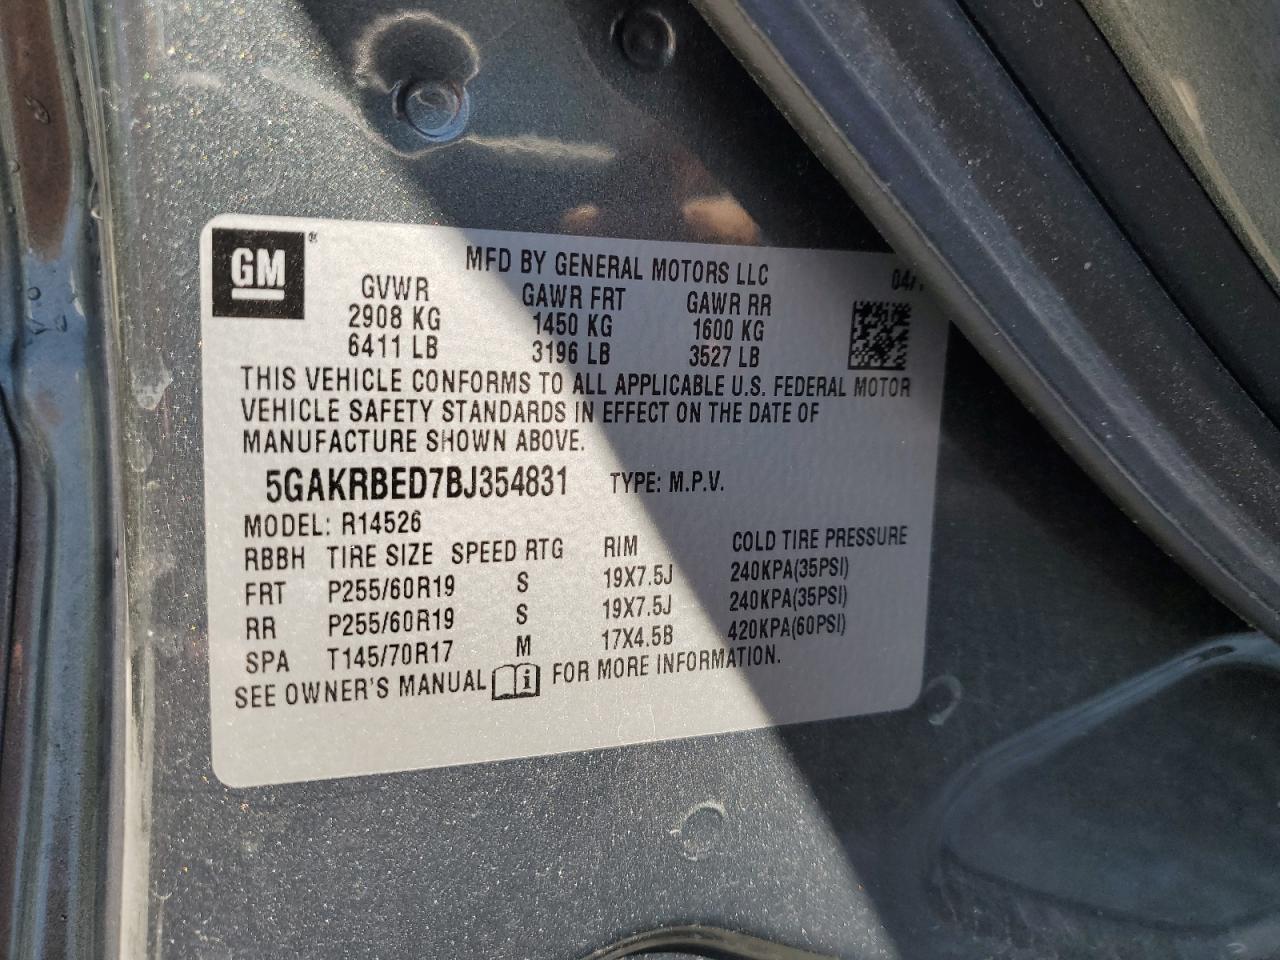 GM ®
MFD BY GENERAL MOTORS LLC 04/
GVWR GAWR FRT GAWR RR
2908 KG 1450 KG 1600 KG
6411 LB 3196 LB 3527 LB
THIS VEHICLE CONFORMS TO ALL APPLICABLE U.S. FEDERAL MOTOR
VEHICLE SAFETY STANDARDS IN EFFECT ON THE DATE OF
MANUFACTURE SHOWN ABOVE.
5GAKRBED7BJ354831 TYPE: M.P.V.
MODEL: R14526
RBBH TIRE SIZE SPEED RTG RIM COLD TIRE PRESSURE
FRT P255/60R19 S 19X7.5J 240KPA(35PSI)
RR P255/60R19 S 19X7.5J 240KPA(35PSI)
SPA T145/70R17 M 17X4.5B 420KPA(60PSI)
SEE OWNER'S MANUAL i FOR MORE INFORMATION.